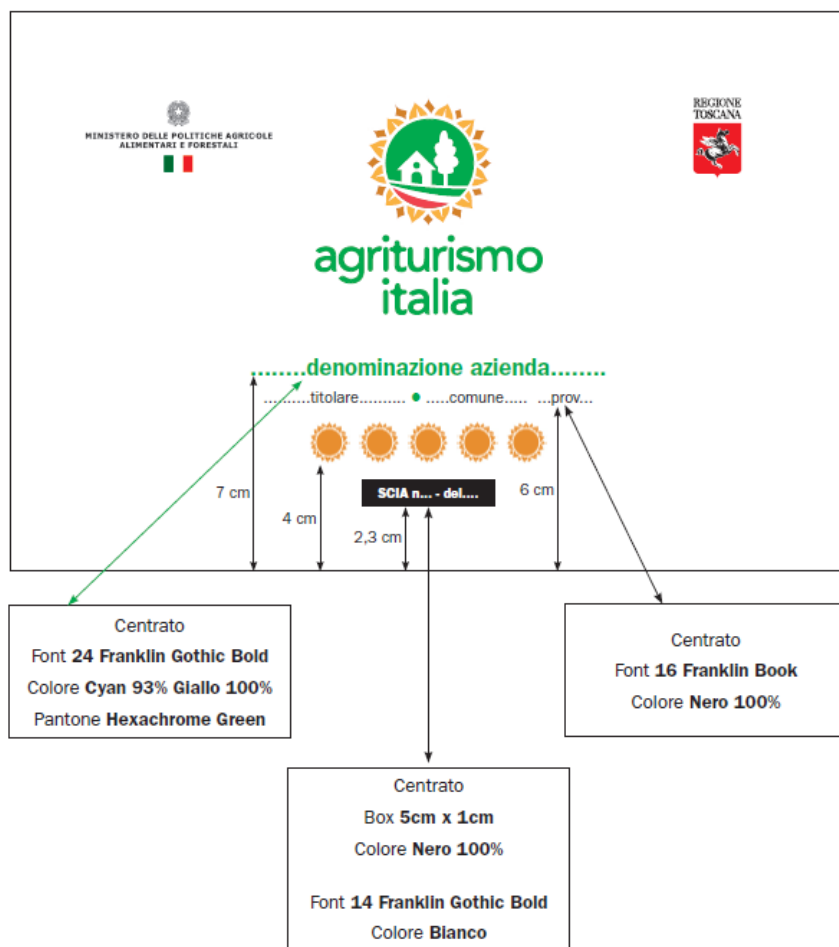 MINISTERO DELLE POLITICHE AGRICOLE
ALIMENTARI E FORESTALI
REGIONE
TOSCANA
agriturismo
italia
........denominazione azienda........
..........titolare.......... • .....comune..... ...prov...
7 cm
4 cm
SCIA n... - del....
2,3 cm
6 cm
Centrato
Font 24 Franklin Gothic Bold
Colore Cyan 93% Giallo 100%
Pantone Hexachrome Green
Centrato
Font 16 Franklin Book
Colore Nero 100%
Centrato
Box 5cm x 1cm
Colore Nero 100%
Font 14 Franklin Gothic Bold
Colore Bianco